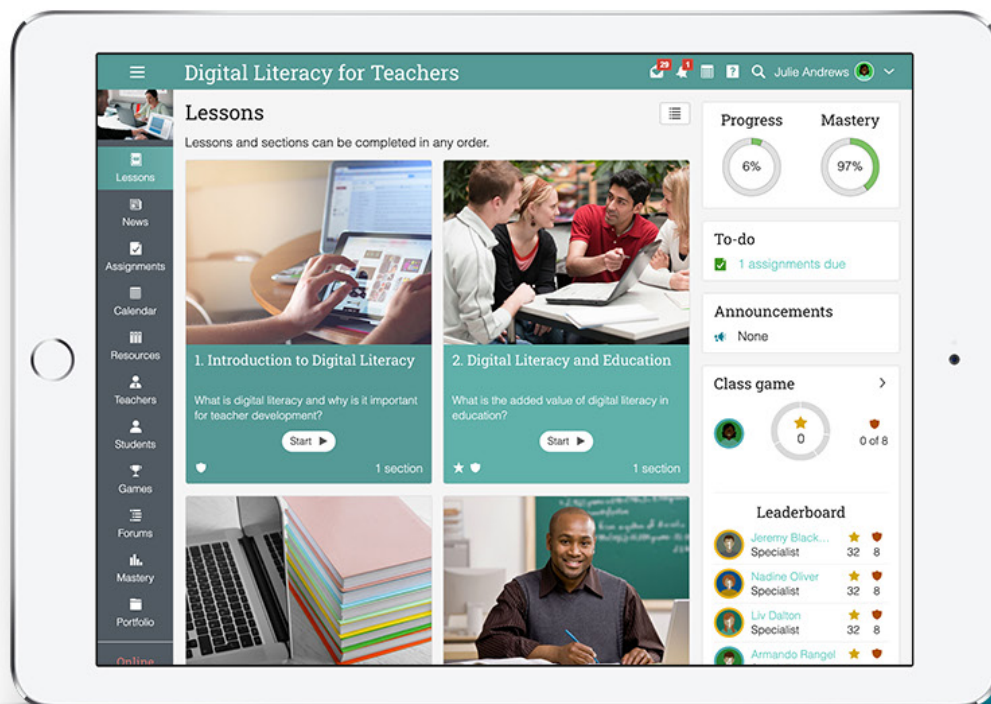 Digital Literacy for Teachers
29
1
?
Julie Andrews
Lessons
News
Assignments
Calendar
Resources
Teachers
Students
Games
Forums
Mastery
Portfolio
Online
Lessons
Lessons and sections can be completed in any order.
1. Introduction to Digital Literacy
What is digital literacy and why is it important
for teacher development?
Start
1 section
2. Digital Literacy and Education
What is the added value of digital literacy in
education?
Start
1 section
Progress Mastery
6% 97%
To-do
1 assignments due
Announcements
None
Class game
0
0 of 8
Leaderboard
Jeremy Black...
Specialist 32 8
Nadine Oliver
Specialist 32 8
Liv Dalton
Specialist 32 8
Armando Rangel